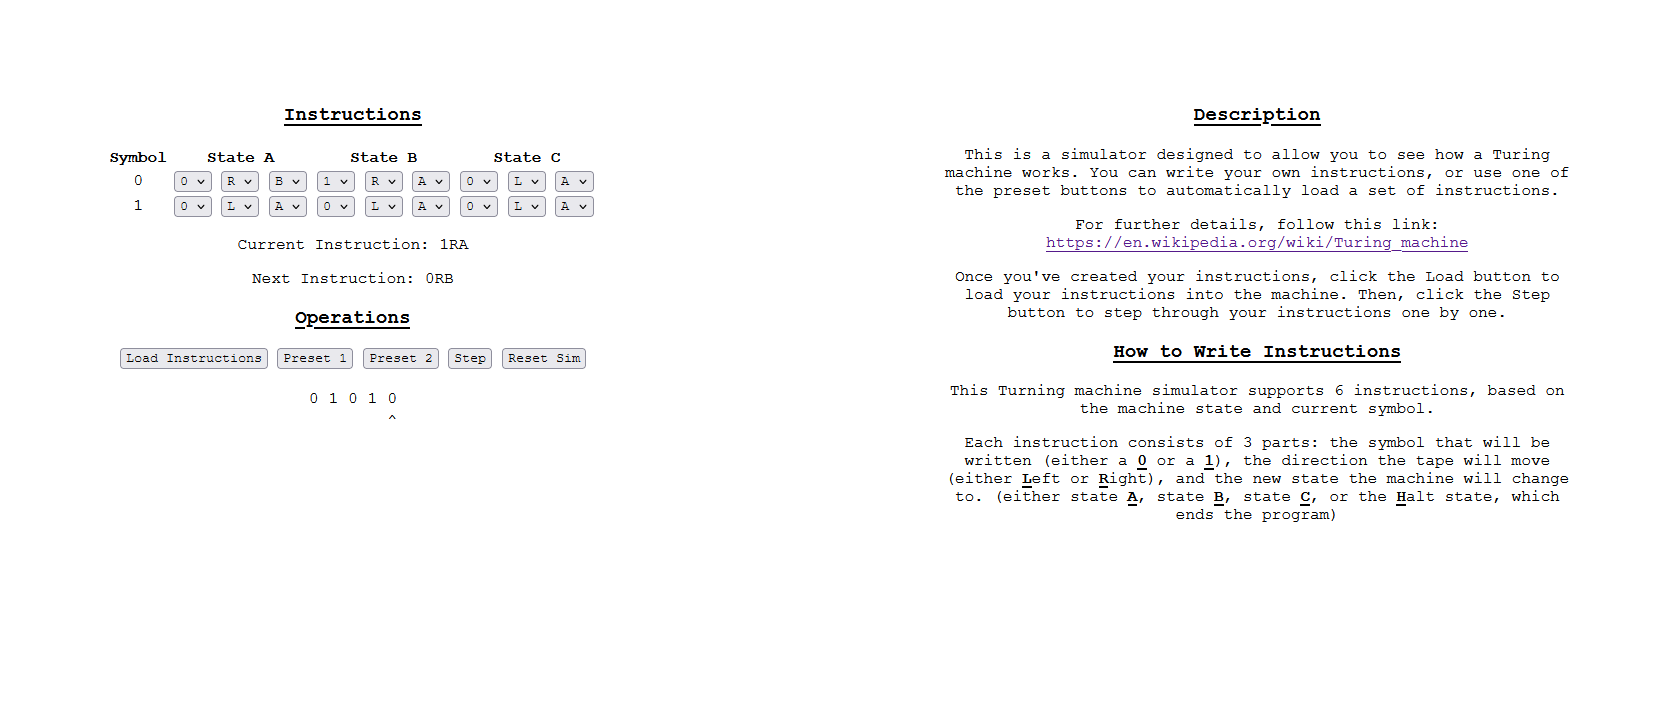 Instructions
Symbol State A State B State C
0 0 R B 1 R A 0 L A
1 0 L A 0 L A 0 L A
Current Instruction: 1RA
Next Instruction: 0RB
Operations
Load Instructions Preset 1 Preset 2 Step Reset Sim
0 1 0 1 0
^
Description
This is a simulator designed to allow you to see how a Turing
machine works. You can write your own instructions, or use one of
the preset buttons to automatically load a set of instructions.
For further details, follow this link:
https://en.wikipedia.org/wiki/Turing_machine
Once you've created your instructions, click the Load button to
load your instructions into the machine. Then, click the Step
button to step through your instructions one by one.
How to Write Instructions
This Turning machine simulator supports 6 instructions, based on
the machine state and current symbol.
Each instruction consists of 3 parts: the symbol that will be
written (either a 0 or a 1), the direction the tape will move
(either Left or Right), and the new state the machine will change
to. (either state A, state B, state C, or the Halt state, which
ends the program)